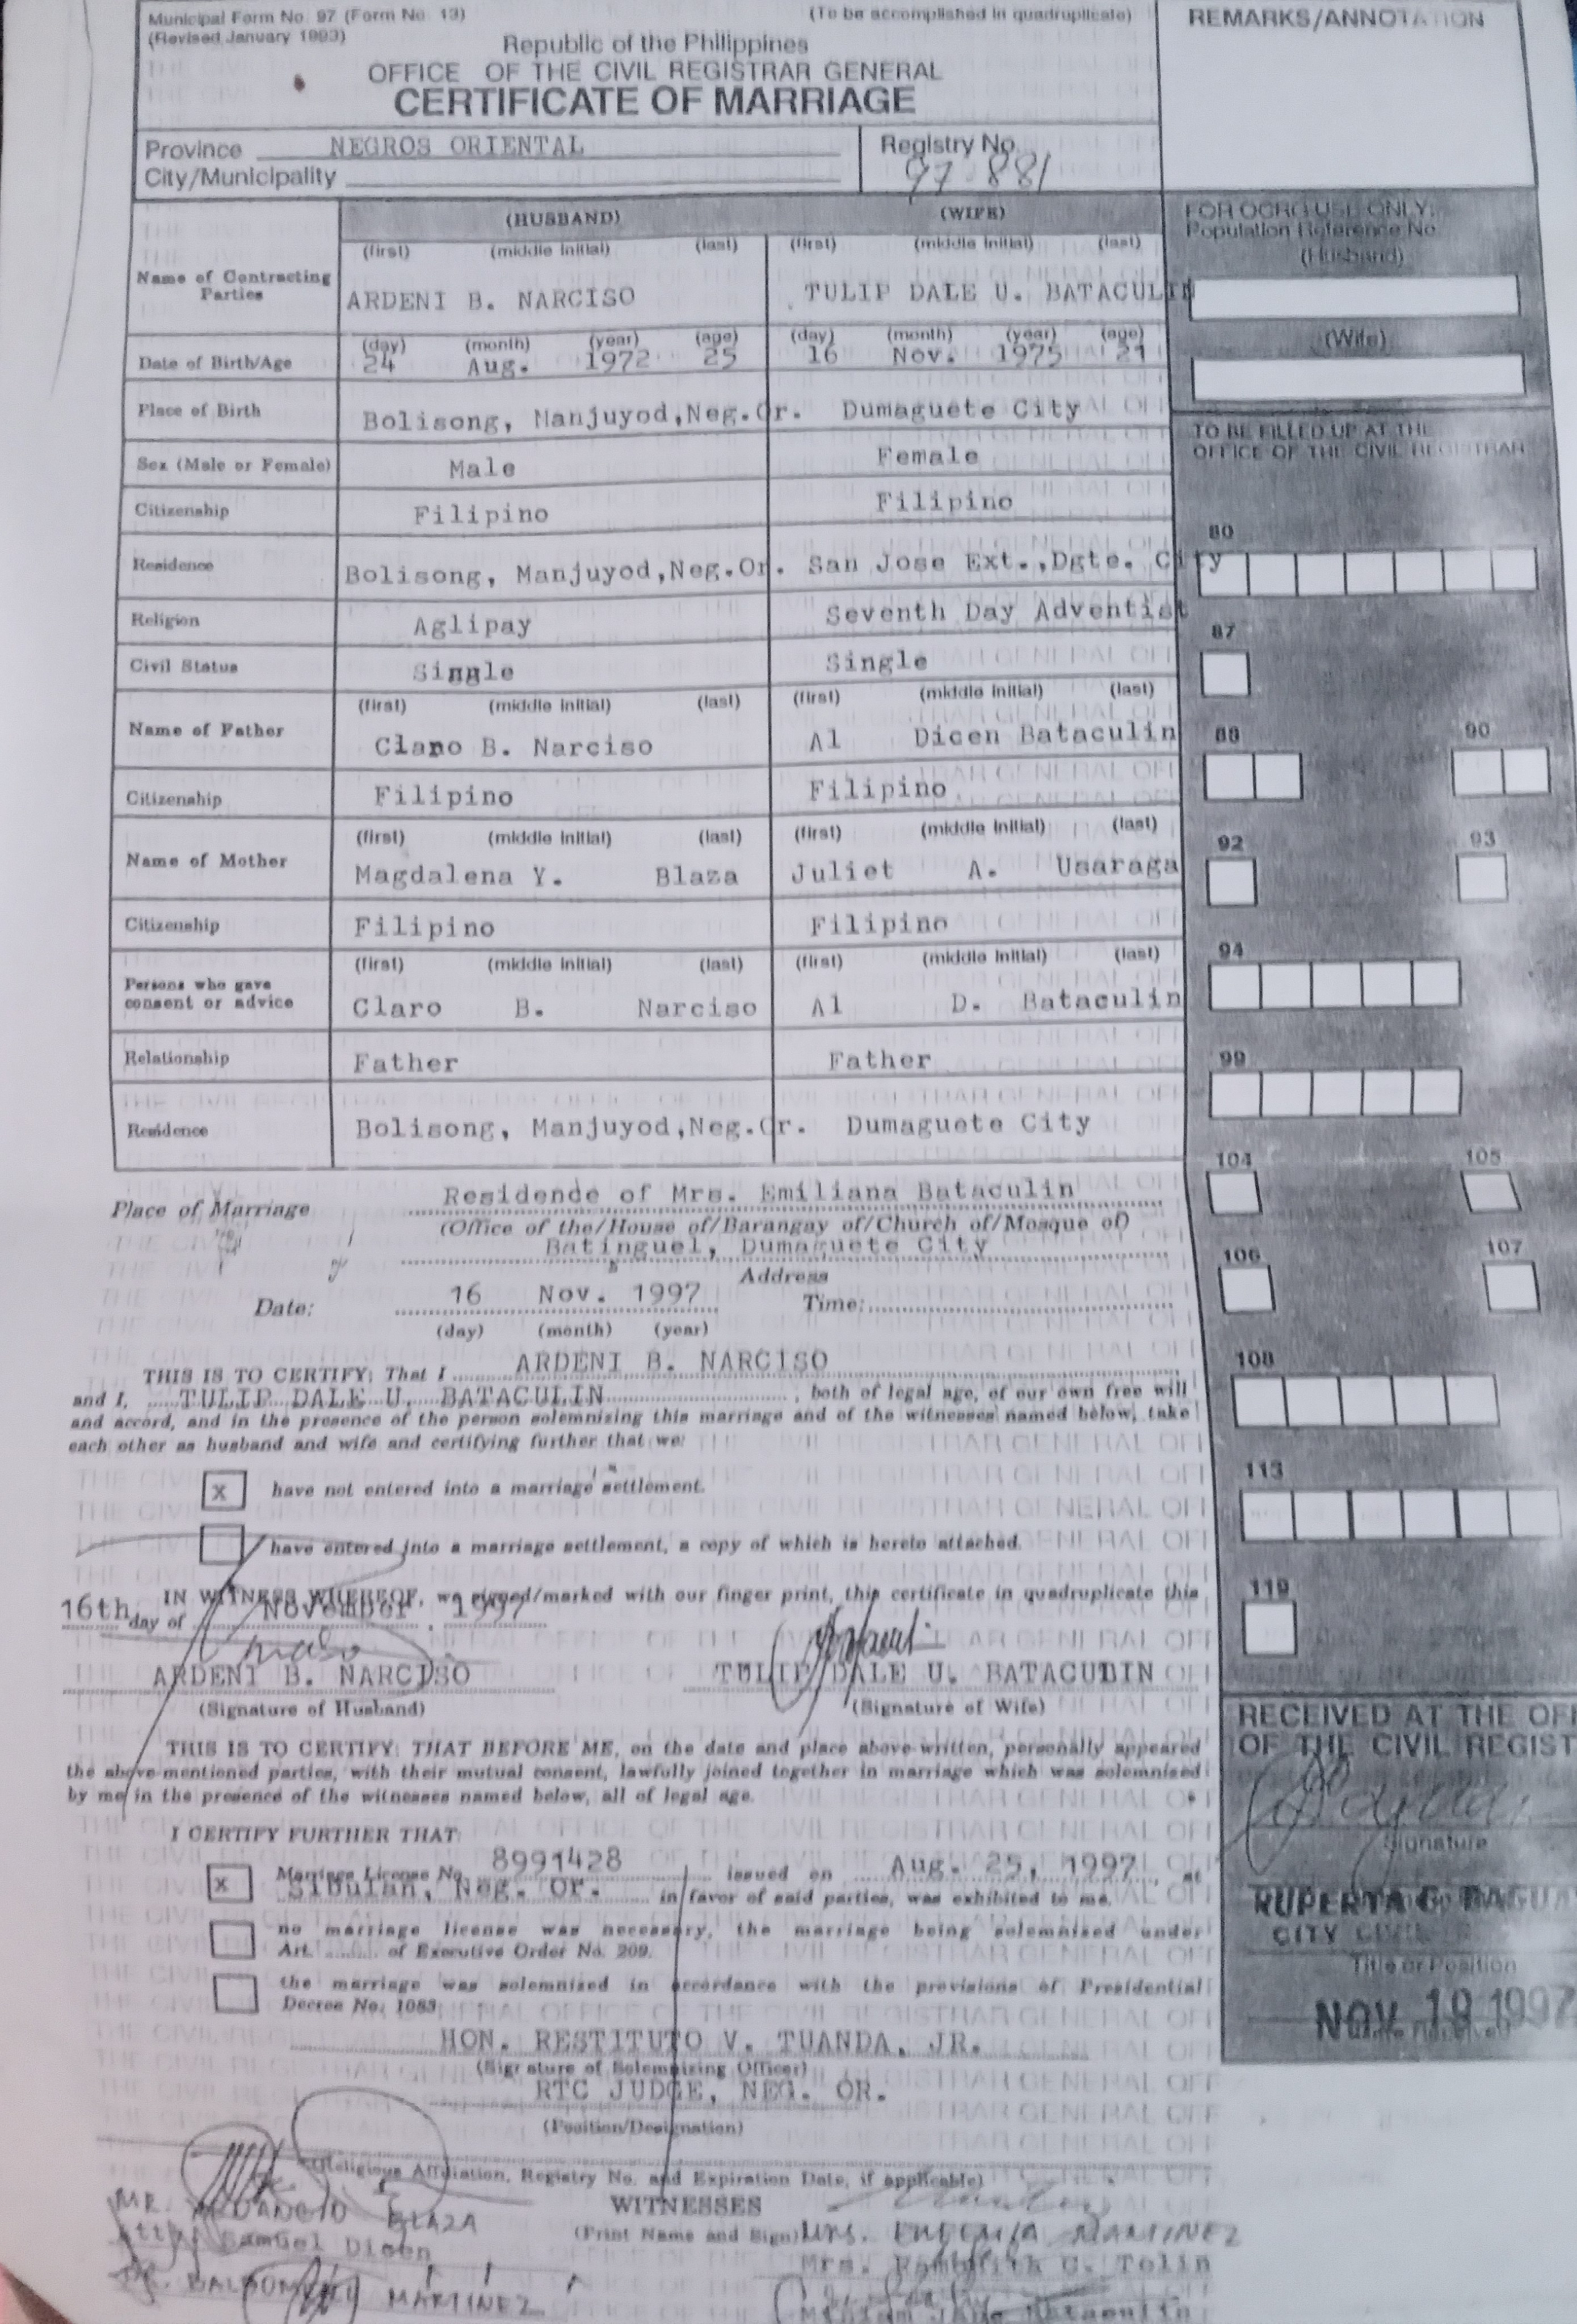 Municipal Form No. 97 (Form No. 13)
(Revised January 1993)
(To be accomplished in quadruplicate)
Republic of the Philippines
OFFICE OF THE CIVIL REGISTRAR GENERAL
CERTIFICATE OF MARRIAGE
REMARKS/ANNOTATION
Province NEGROS ORIENTAL
City/Municipality
Registry No.
97-881
(HUSBAND) (WIFE)
Name of Contracting Parties
(first) (middle initial) (last) (first) (middle initial) (last)
ARDENI B. NARCISO TULIP DALE U. BATACULIN
Date of Birth/Age
(day) (month) (year) (age) (day) (month) (year) (age)
24 Aug. 1972 25 16 Nov. 1975 21
Place of Birth Bolisong, Manjuyod,Neg.Or. Dumaguete City
Sex (Male or Female) Male Female
Citizenship Filipino Filipino
Residence Bolisong, Manjuyod,Neg.Or. San Jose Ext.,Dgte. City
Religion Aglipay Seventh Day Adventist
Civil Status Single Single
(first) (middle initial) (last) (first) (middle initial) (last)
Name of Father Claro B. Narciso Al Dicen Bataculin
Citizenship Filipino Filipino
(first) (middle initial) (last) (first) (middle initial) (last)
Name of Mother Magdalena Y. Blaza Juliet A. Usaraga
Citizenship Filipino Filipino
(first) (middle initial) (last) (first) (middle initial) (last)
Persons who gave consent or advice Claro B. Narciso Al D. Bataculin
Relationship Father Father
Residence Bolisong, Manjuyod,Neg.Or. Dumaguete City
FOR OCRG USE ONLY:
Population Reference No.
(Husband)
(Wife)
TO BE FILLED UP AT THE
OFFICE OF THE CIVIL REGISTRAR
80
87
88 90
92 93
94
99
104 105
106 107
108
113
119
Place of Marriage Residende of Mrs. Emiliana Bataculin
(Office of the/House of/Barangay of/Church of/Mosque of)
Batinguel, Dumaguete City
Address
Date: 16 Nov. 1997 Time:
(day) (month) (year)
THIS IS TO CERTIFY: That I ARDENI B. NARCISO
and I, TULIP DALE U. BATACULIN, both of legal age, of our own free will
and accord, and in the presence of the person solemnizing this marriage and of the witnesses named below, take
each other as husband and wife and certifying further that we:
x have not entered into a marriage settlement.
have entered into a marriage settlement, a copy of which is hereto attached.
IN WITNESS WHEREOF, we signed/marked with our finger print, this certificate in quadruplicate this
16th day of November, 1997
ARDENI B. NARCISO TULIP DALE U. BATACULIN
(Signature of Husband) (Signature of Wife)
THIS IS TO CERTIFY: THAT BEFORE ME, on the date and place above-written, personally appeared
the above-mentioned parties, with their mutual consent, lawfully joined together in marriage which was solemnized
by me in the presence of the witnesses named below, all of legal age.
I CERTIFY FURTHER THAT:
x Marriage License No. 8991428 issued on Aug. 25, 1997, at
Sibulan, Neg. Or. in favor of said parties, was exhibited to me.
no marriage license was necessary, the marriage being solemnized under
Art. of Executive Order No. 209.
the marriage was solemnized in accordance with the provisions of Presidential
Decree No. 1083
HON. RESTITUTO V. TUANDA, JR.
(Signature of Solemnizing Officer)
RTC JUDGE, NEG. OR.
(Position/Designation)
(Religious Affiliation, Registry No. and Expiration Date, if applicable)
WITNESSES
(Print Name and Sign)
MR. BLAZA
MRS. EUGENIA MARTINEZ
Atty. Samuel Dicen
Mrs. C. Tolin
MARTINEZ
Miriam Jane Bataculin
RECEIVED AT THE OFF
OF THE CIVIL REGIST
Signature
RUPERTA G. DAGUA
CITY CIVIL
Title or Position
NOV 19 1997